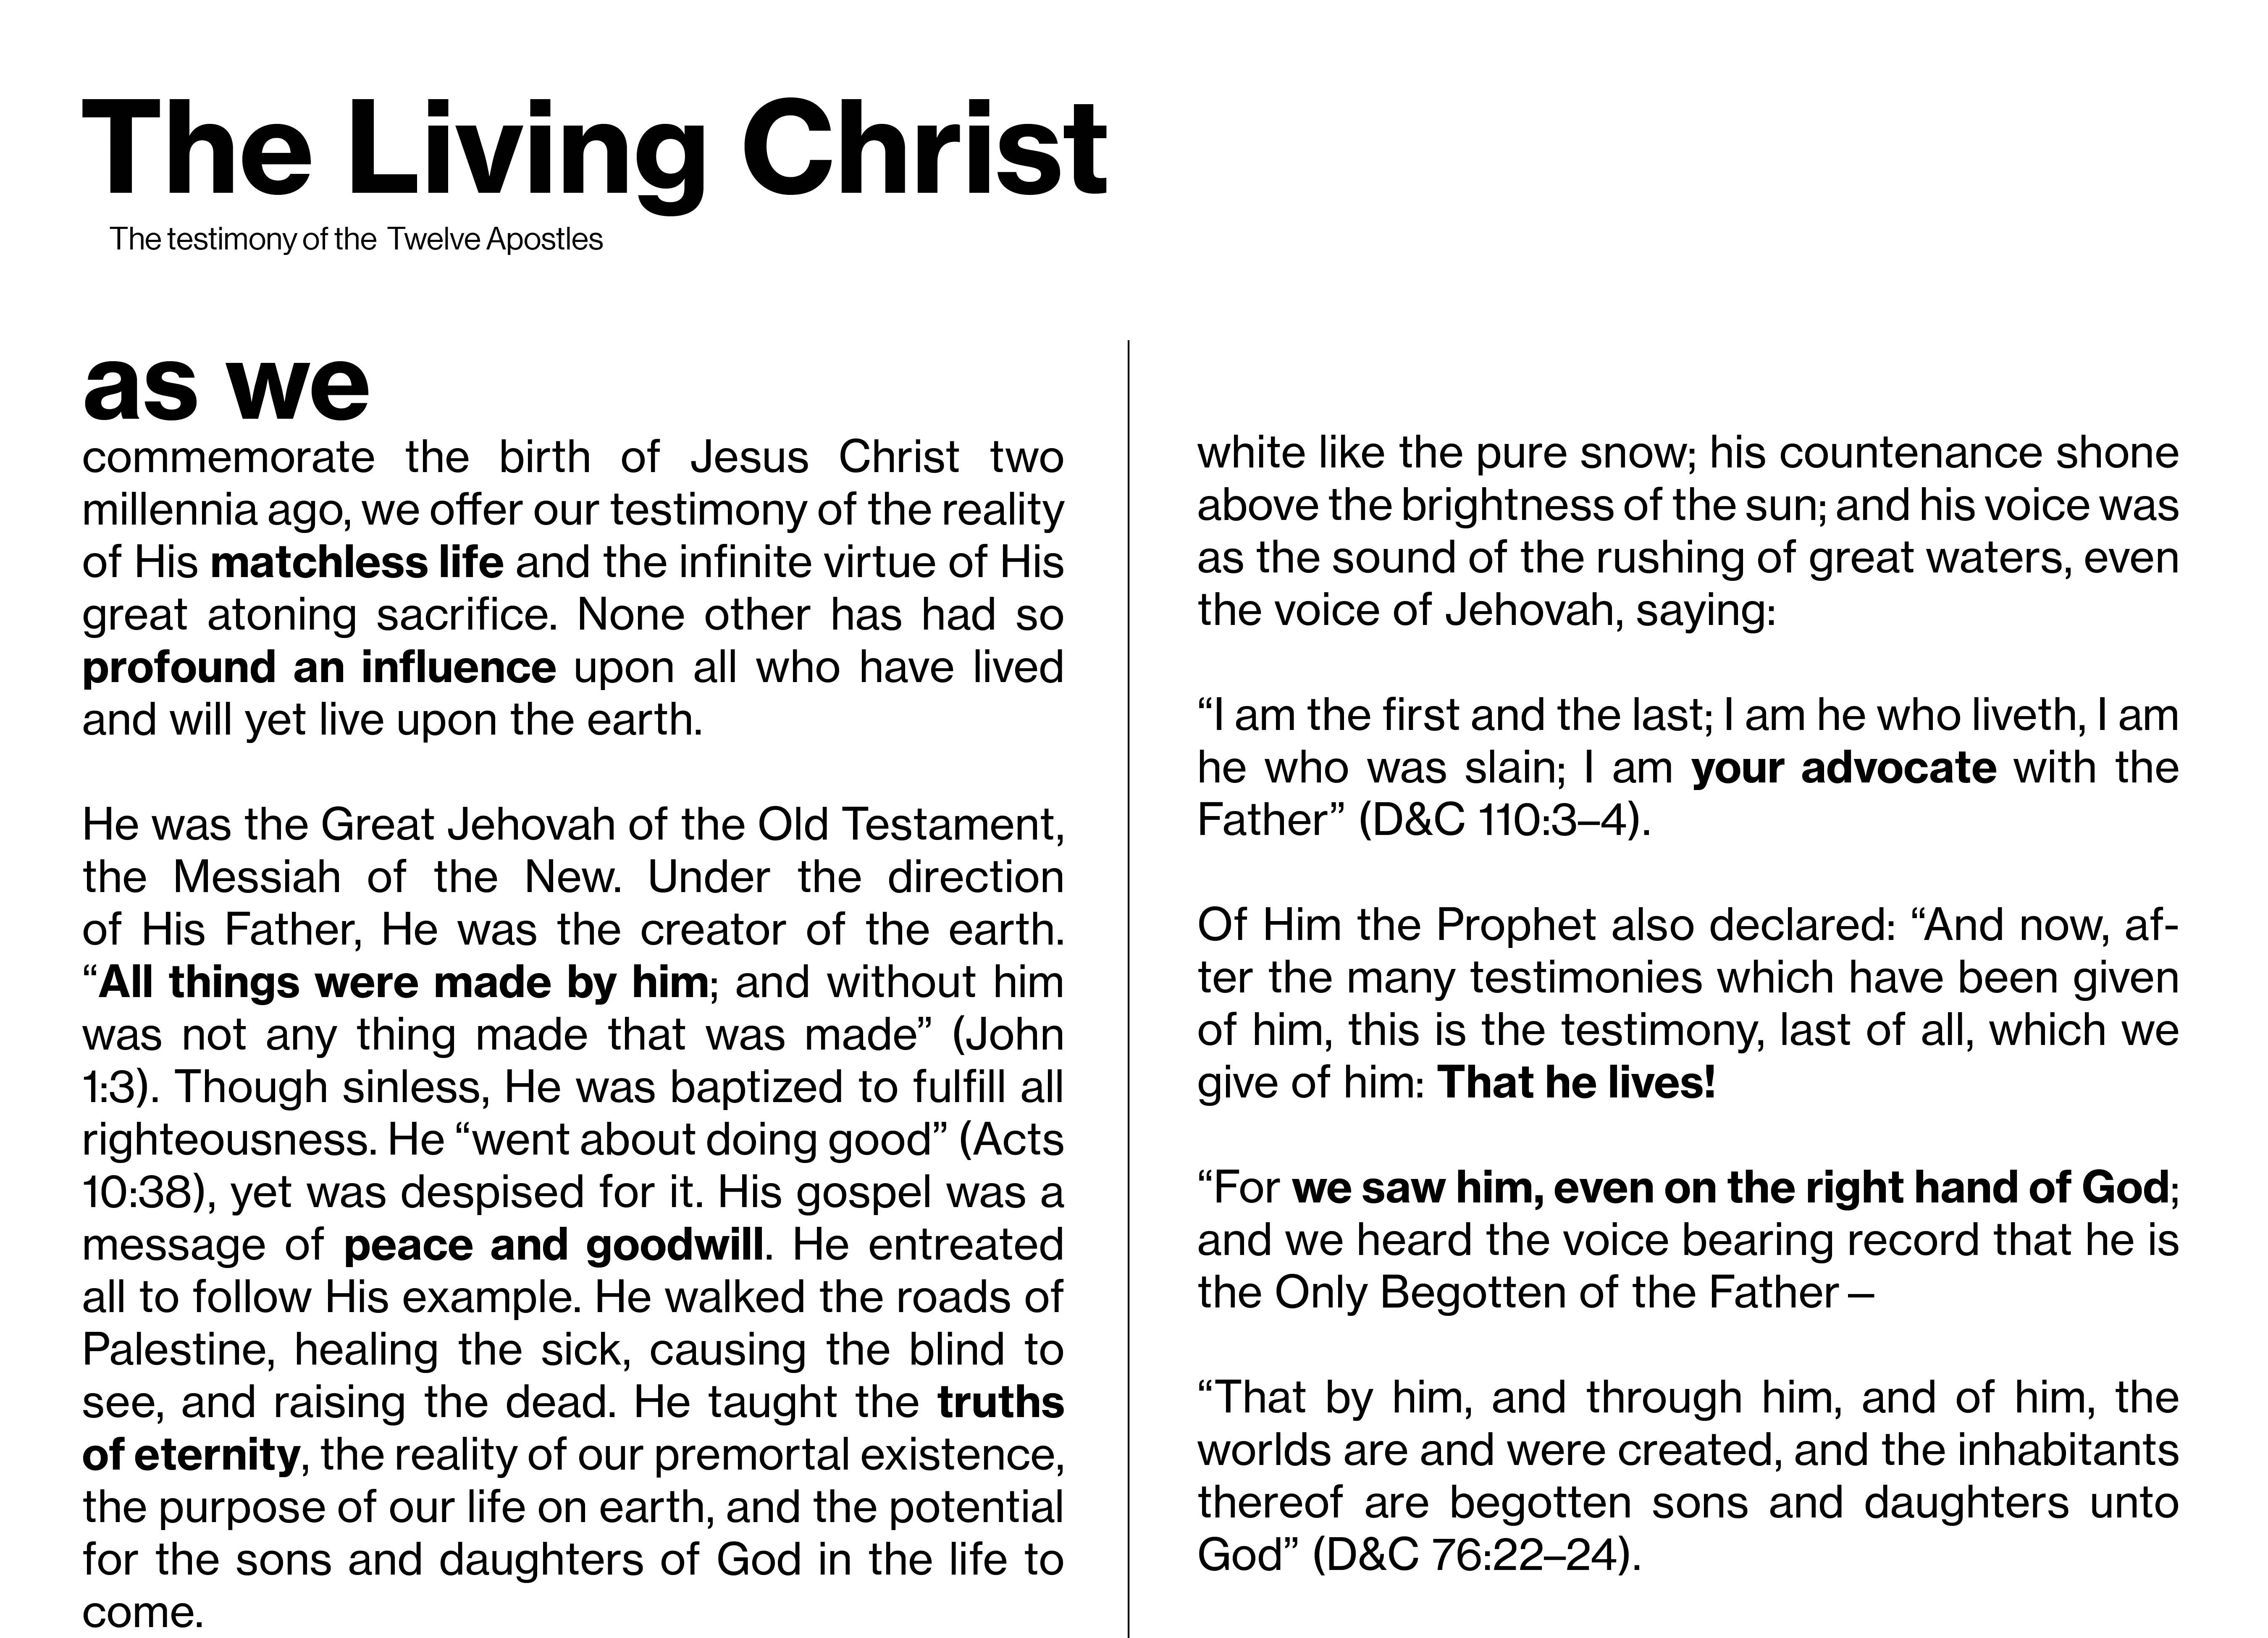 The Living Christ
The testimony of the Twelve Apostles
as we
commemorate the birth of Jesus Christ two
millennia ago, we offer our testimony of the reality
of His matchless life and the infinite virtue of His
great atoning sacrifice. None other has had so
profound an influence upon all who have lived
and will yet live upon the earth.
He was the Great Jehovah of the Old Testament,
the Messiah of the New. Under the direction
of His Father, He was the creator of the earth.
“All things were made by him; and without him
was not any thing made that was made” (John
1:3). Though sinless, He was baptized to fulfill all
righteousness. He “went about doing good” (Acts
10:38), yet was despised for it. His gospel was a
message of peace and goodwill. He entreated
all to follow His example. He walked the roads of
Palestine, healing the sick, causing the blind to
see, and raising the dead. He taught the truths
of eternity, the reality of our premortal existence,
the purpose of our life on earth, and the potential
for the sons and daughters of God in the life to
come.
white like the pure snow; his countenance shone
above the brightness of the sun; and his voice was
as the sound of the rushing of great waters, even
the voice of Jehovah, saying:
“I am the first and the last; I am he who liveth, I am
he who was slain; I am your advocate with the
Father” (D&C 110:3–4).
Of Him the Prophet also declared: “And now, af-
ter the many testimonies which have been given
of him, this is the testimony, last of all, which we
give of him: That he lives!
“For we saw him, even on the right hand of God;
and we heard the voice bearing record that he is
the Only Begotten of the Father—
“That by him, and through him, and of him, the
worlds are and were created, and the inhabitants
thereof are begotten sons and daughters unto
God” (D&C 76:22–24).